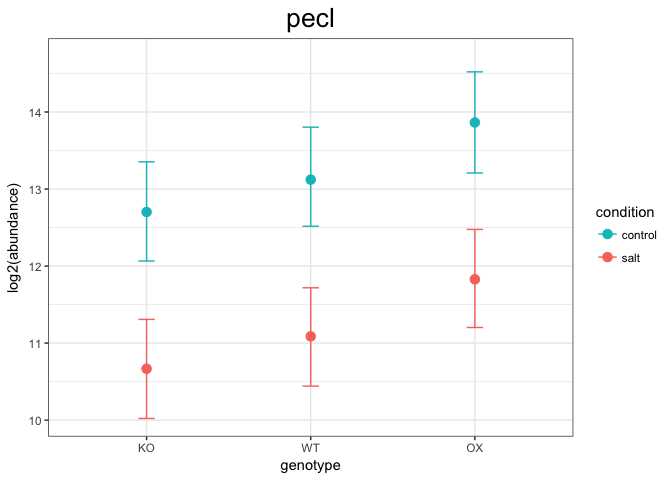 pecl
log2(abundance)
14
13
12
11
10
KO
WT
OX
genotype
condition
control
salt